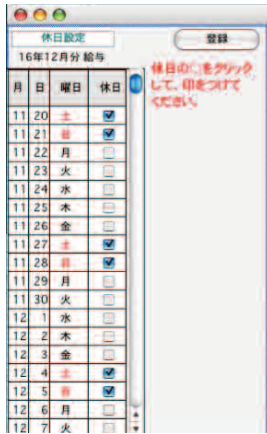 休日設定
登録
16年12月分 給与
休日の□をクリック
して、印をつけて
ください。
月 日 曜日 休日
11 20 土
11 21 日
11 22 月
11 23 火
11 24 水
11 25 木
11 26 金
11 27 土
11 28 日
11 29 月
11 30 火
12 1 水
12 2 木
12 3 金
12 4 土
12 5 日
12 6 月
12 7 火